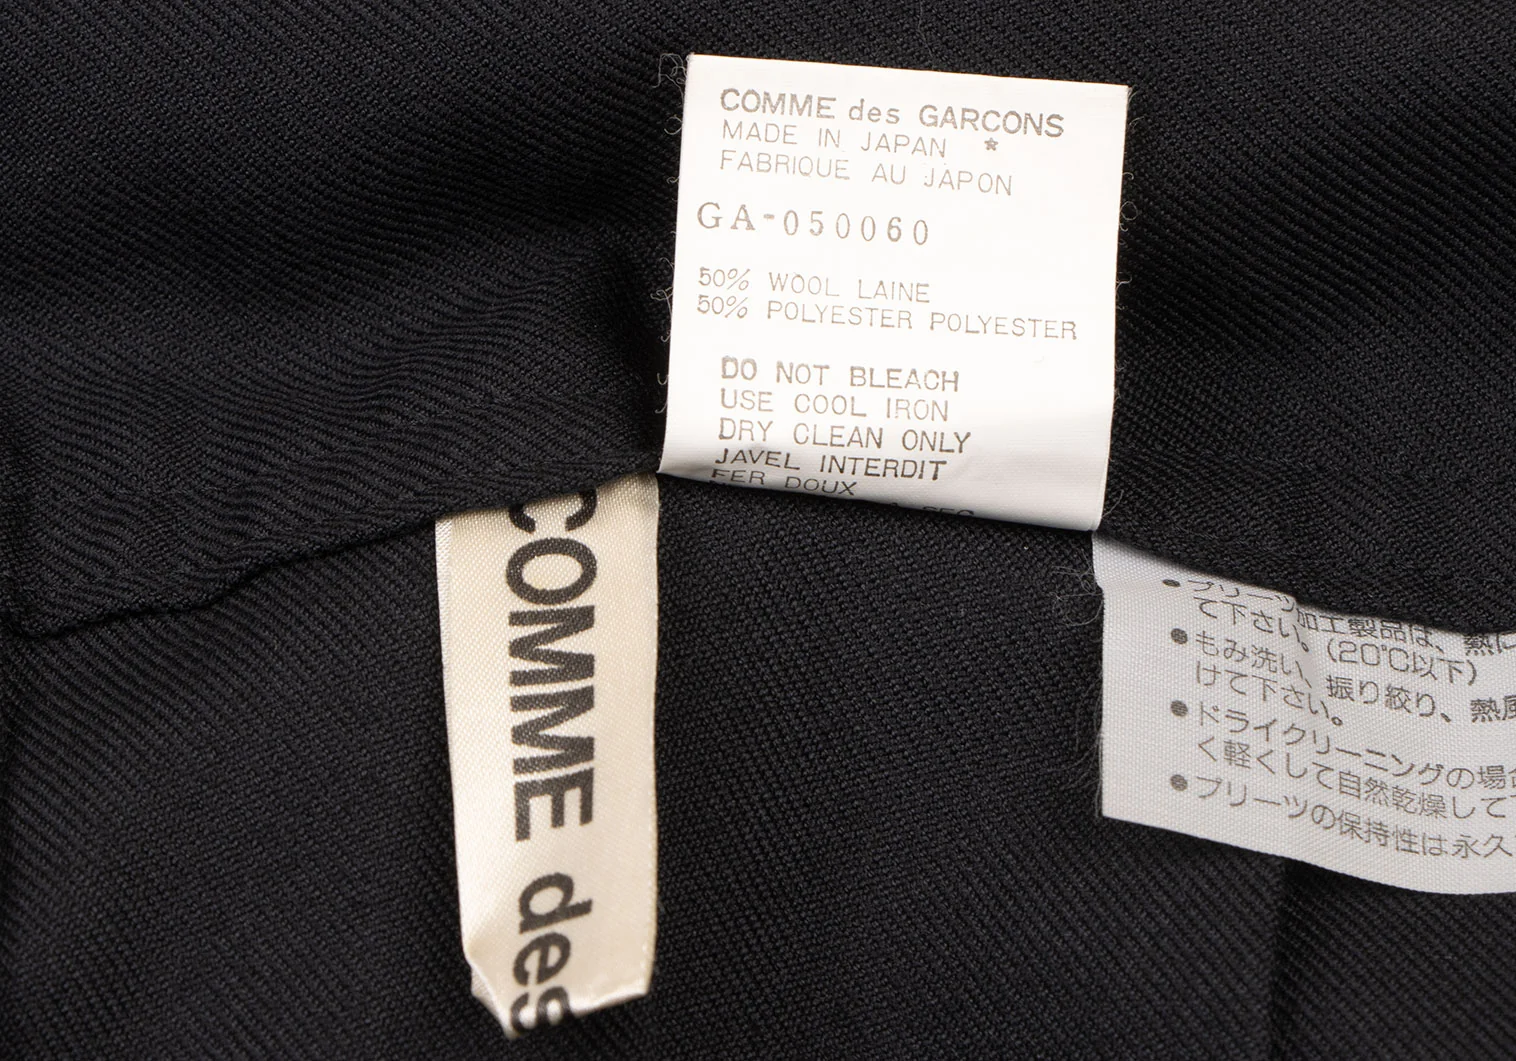 COMME des GARÇONS
MADE IN JAPAN *
FABRIQUE AU JAPON
GA-050060
50% WOOL LAINE
50% POLYESTER POLYESTER
DO NOT BLEACH
USE COOL IRON
DRY CLEAN ONLY
JAVEL INTERDIT
FER DOUX
SEC
COMME des
●プリーツ加工製品は、熱に
て下さい。(20℃以下)
●もみ洗い、振り絞り、熱風
けて下さい。
●ドライクリーニングの場合
く軽くして自然乾燥して下
●プリーツの保持性は永久